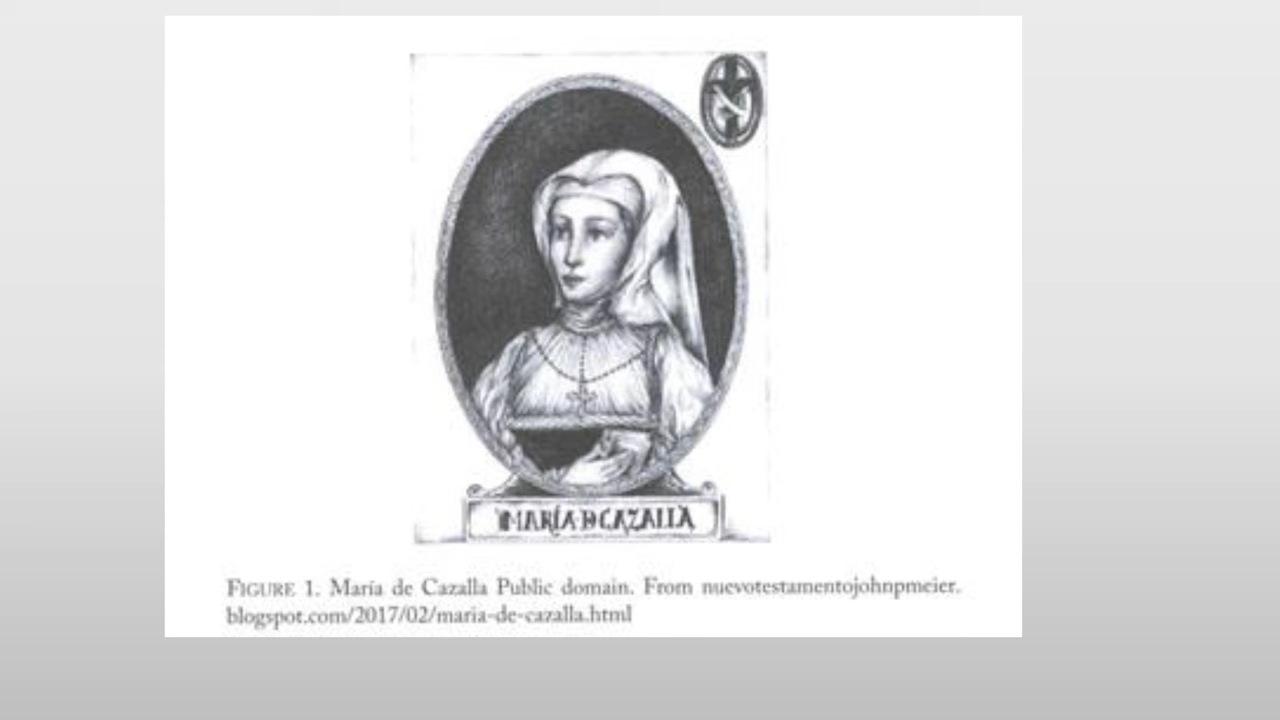 MARÍA·D·CAZALLA
FIGURE 1. María de Cazalla Public domain. From nuevotestamentojohnpmeier.
blogspot.com/2017/02/maria-de-cazalla.html